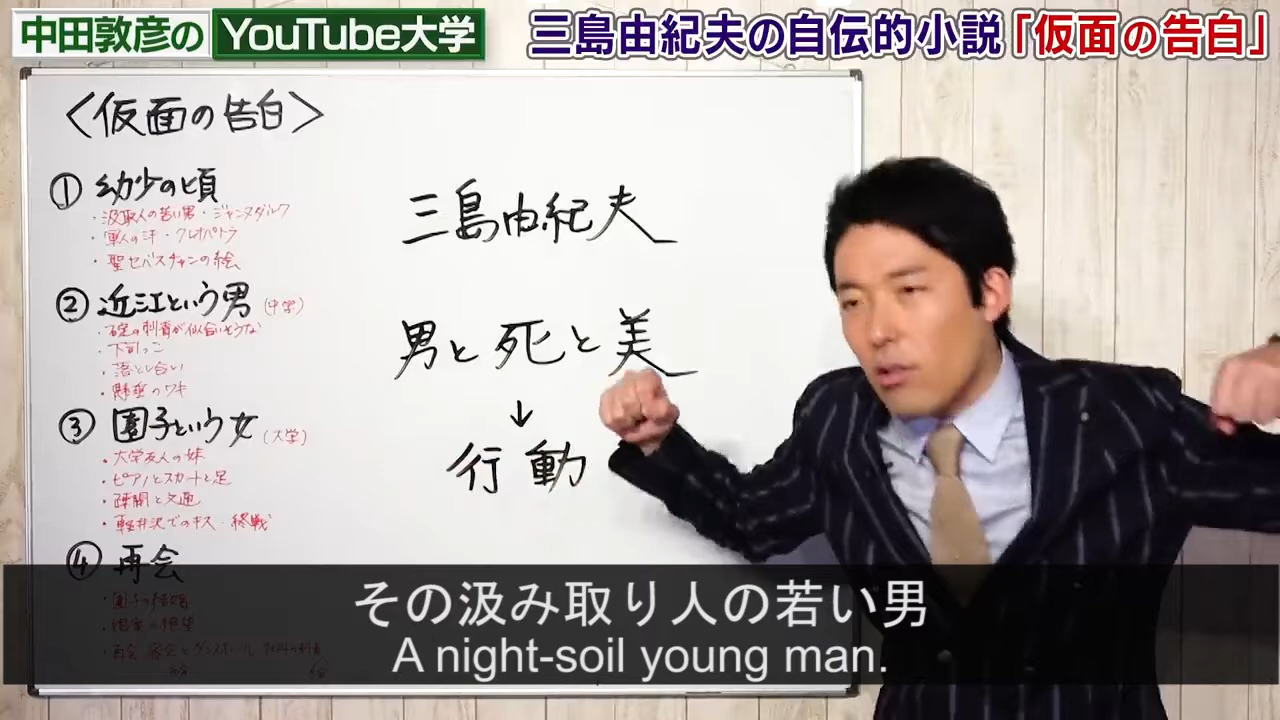 中田敦彦の YouTube大学
三島由紀夫の自伝的小説「仮面の告白」
〈仮面の告白〉
① 幼少の頃
・汲取人の若い男・ジャンヌダルク
・軍人の汗・クレオパトラ
・聖セバスチャンの絵
② 近江という男(中学)
・碇の刺青が似合いそうな
・下司っこ
・落とし合い
・懸垂のワキ
③ 園子という女(大学)
・大学友人の妹
・ピアノとスカートと足
・疎開と文通
・軽井沢でのキス・終戦
④ 再会
三島由紀夫
男と死と美
↓
行動
その汲み取り人の若い男
A night-soil young man.